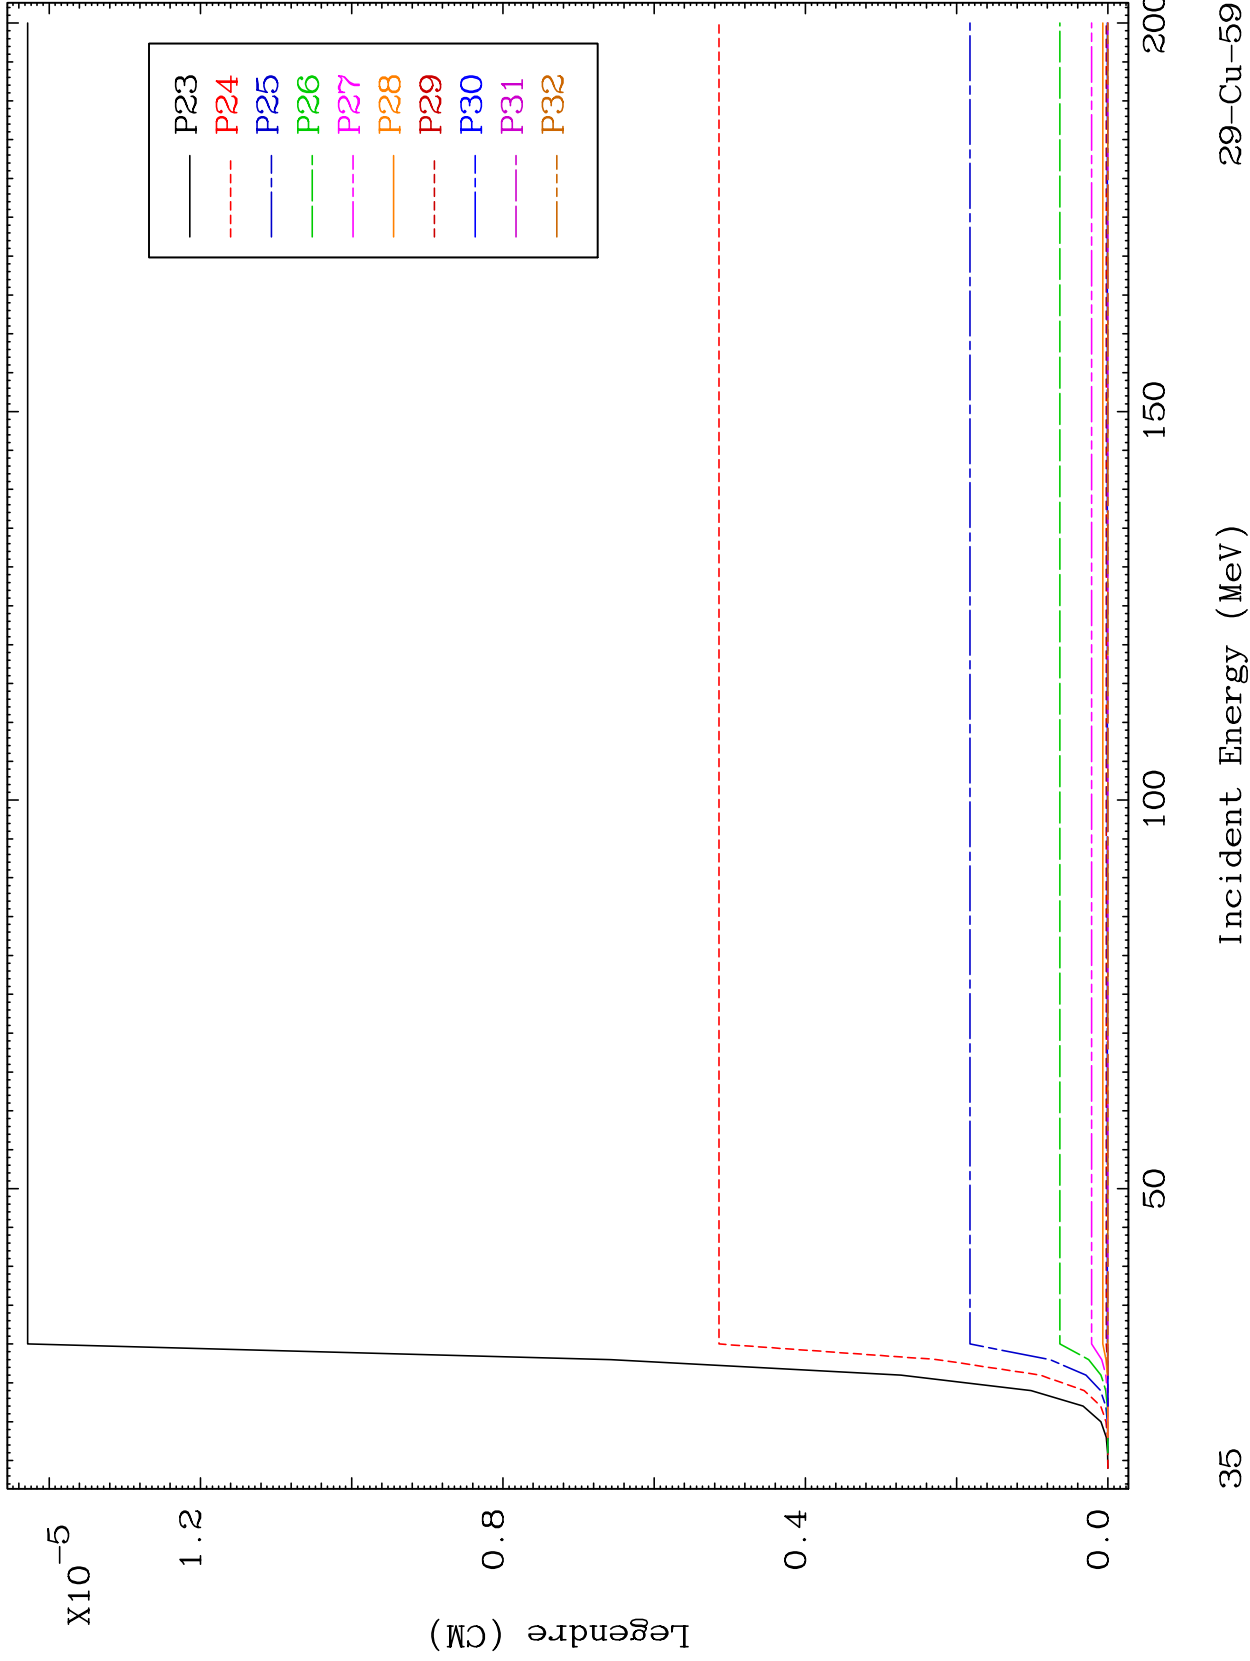 X10-5
1.2
0.8
0.4
0.0
Legendre (CM)
P23
P24
P25
P26
P27
P28
P29
P30
P31
P32
50
100
150
200
Incident Energy (MeV)
35
29-Cu-59